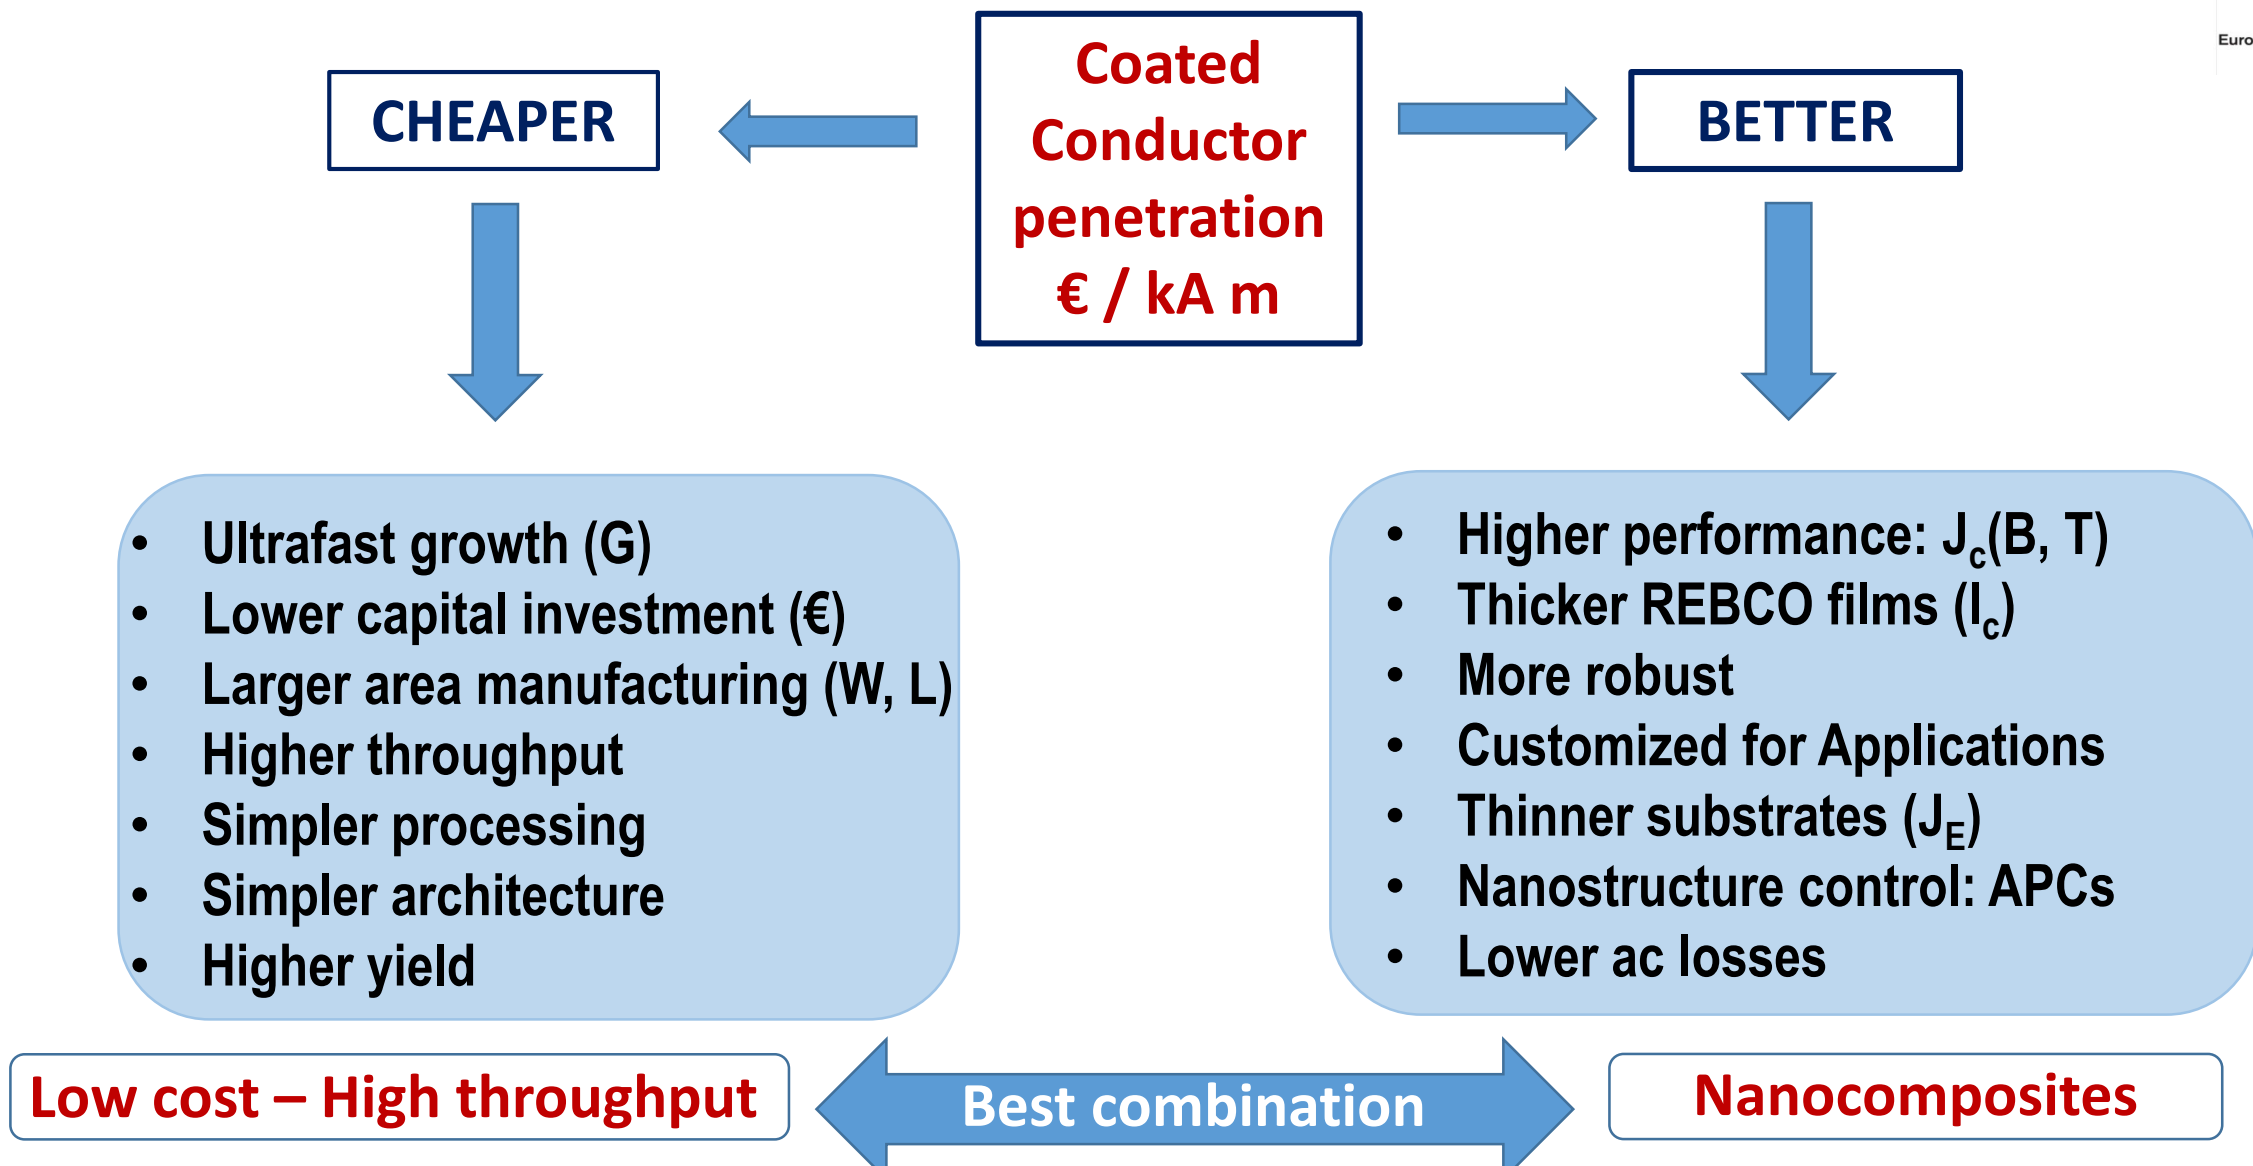 Euro
Coated
Conductor
penetration
€ / kA m
CHEAPER
BETTER
• Ultrafast growth (G)
• Lower capital investment (€)
• Larger area manufacturing (W, L)
• Higher throughput
• Simpler processing
• Simpler architecture
• Higher yield
• Higher performance: Jc(B, T)
• Thicker REBCO films (Ic)
• More robust
• Customized for Applications
• Thinner substrates (JE)
• Nanostructure control: APCs
• Lower ac losses
Low cost – High throughput
Best combination
Nanocomposites